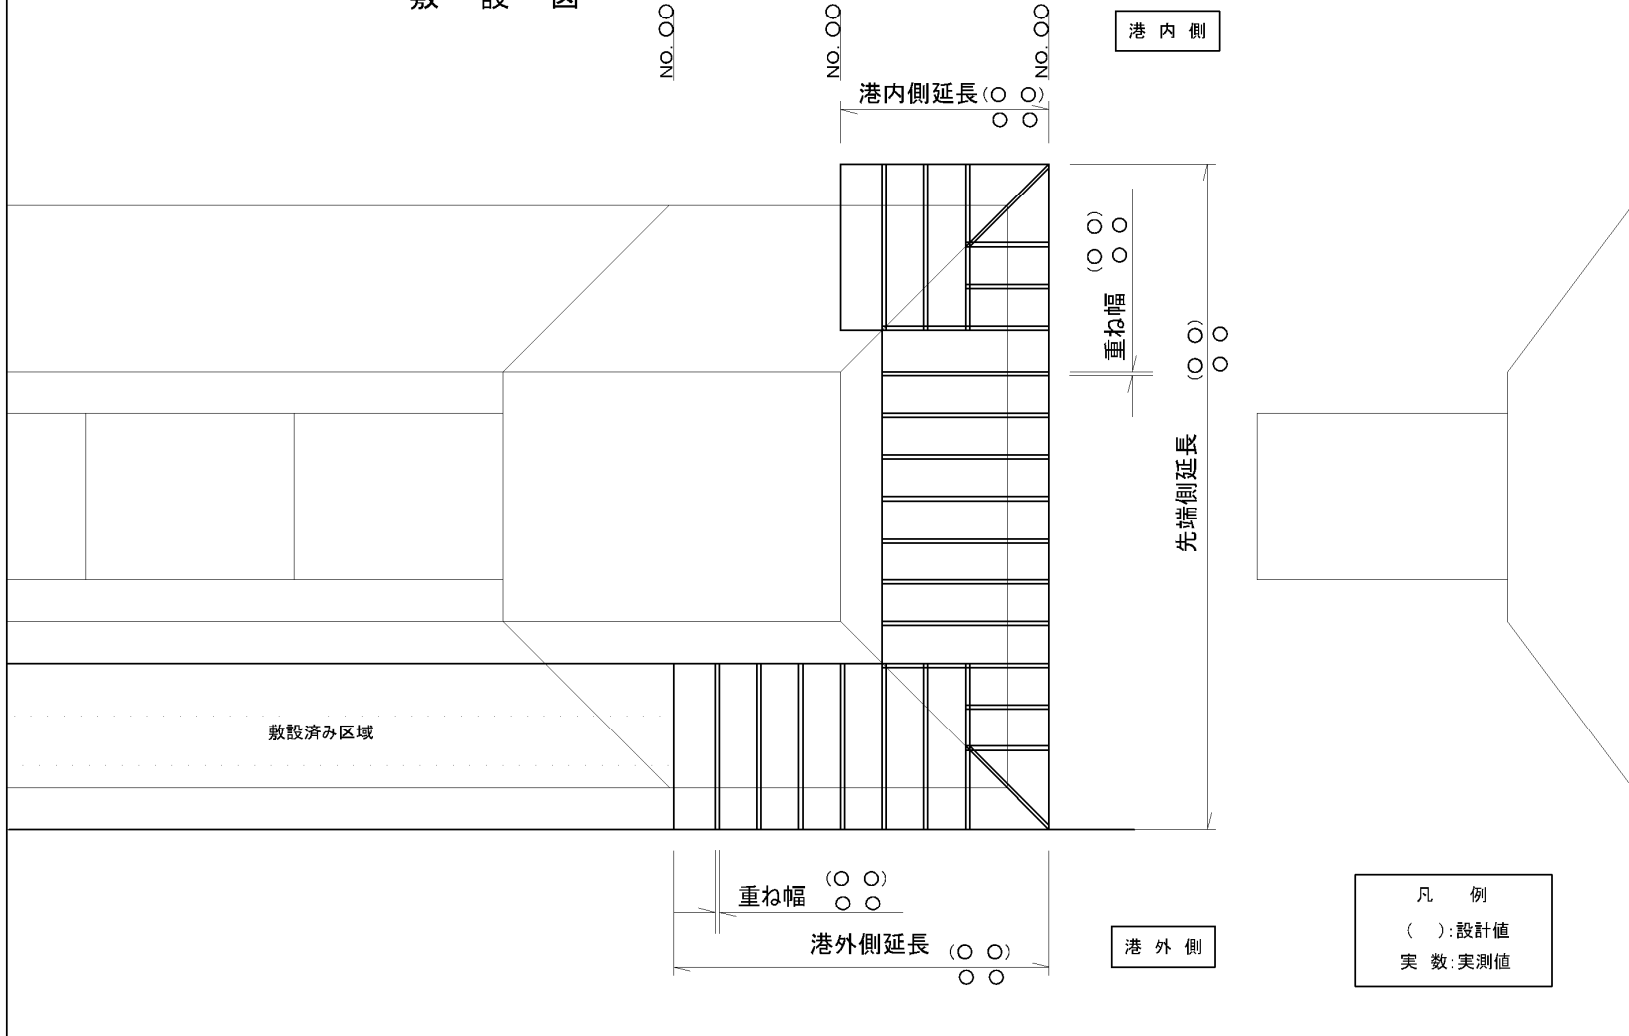 敷 設 図
NO. ○○
NO. ○○
NO. ○○
港 内 側
港内側延長(○ ○)
○ ○
重ね幅
(○ ○)
○ ○
先端側延長
(○ ○)
○ ○
敷設済み区域
重ね幅 (○ ○)
○ ○
港外側延長 (○ ○)
○ ○
港 外 側
凡 例
( ):設計値
実 数:実測値